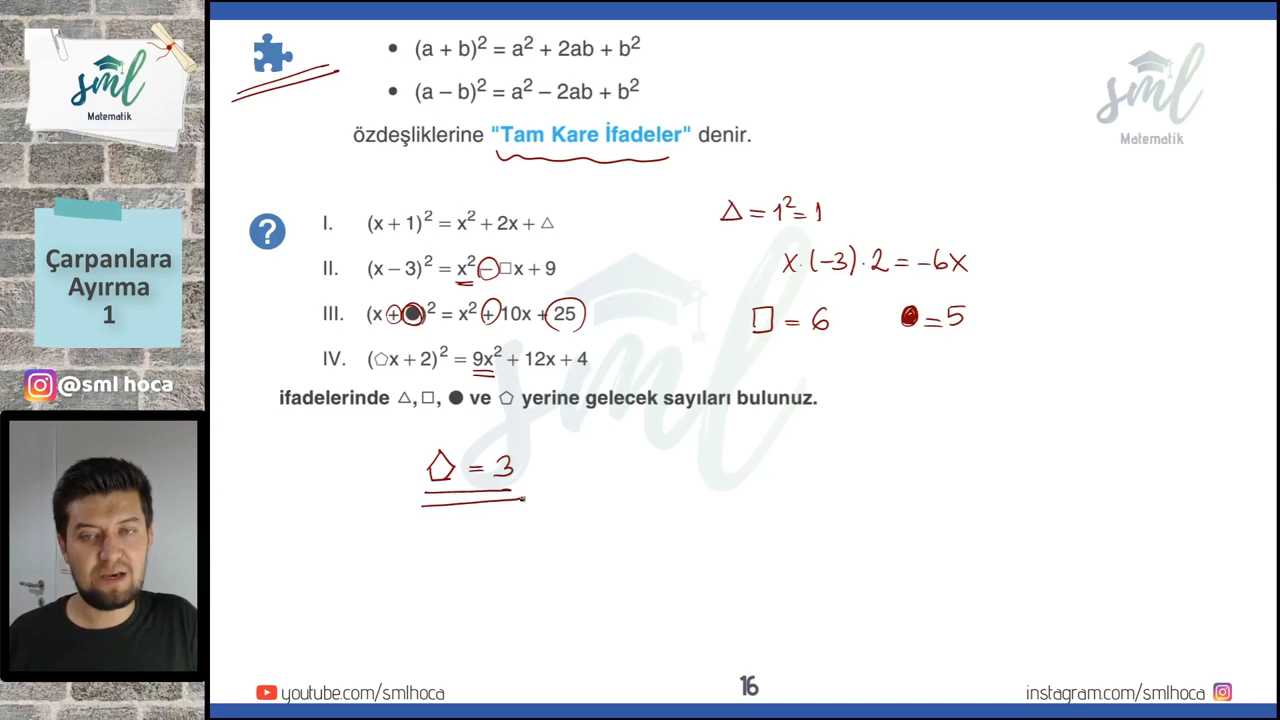 sml
Matematik
Çarpanlara
Ayırma
1
@sml hoca
• (a + b)² = a² + 2ab + b²
• (a – b)² = a² – 2ab + b²
özdeşliklerine "Tam Kare İfadeler" denir.
sml
Matematik
?
I. (x + 1)² = x² + 2x + △
II. (x – 3)² = x² – □x + 9
III. (x + ●)² = x² + 10x + 25
IV. (⬠x + 2)² = 9x² + 12x + 4
ifadelerinde △, □, ● ve ⬠ yerine gelecek sayıları bulunuz.
△ = 1² = 1
x · (-3) · 2 = -6x
□ = 6
● = 5
⬠ = 3
youtube.com/smlhoca
16
instagram.com/smlhoca